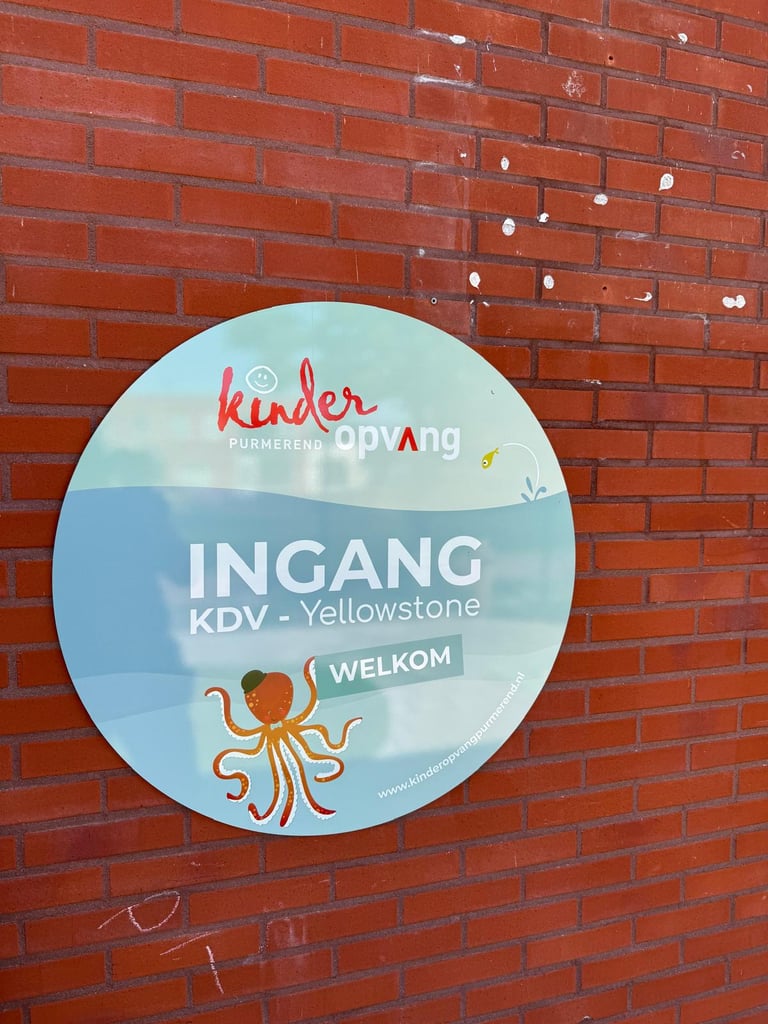 kinder
PURMEREND opvang
INGANG
KDV - Yellowstone
WELKOM
www.kinderopvangpurmerend.nl